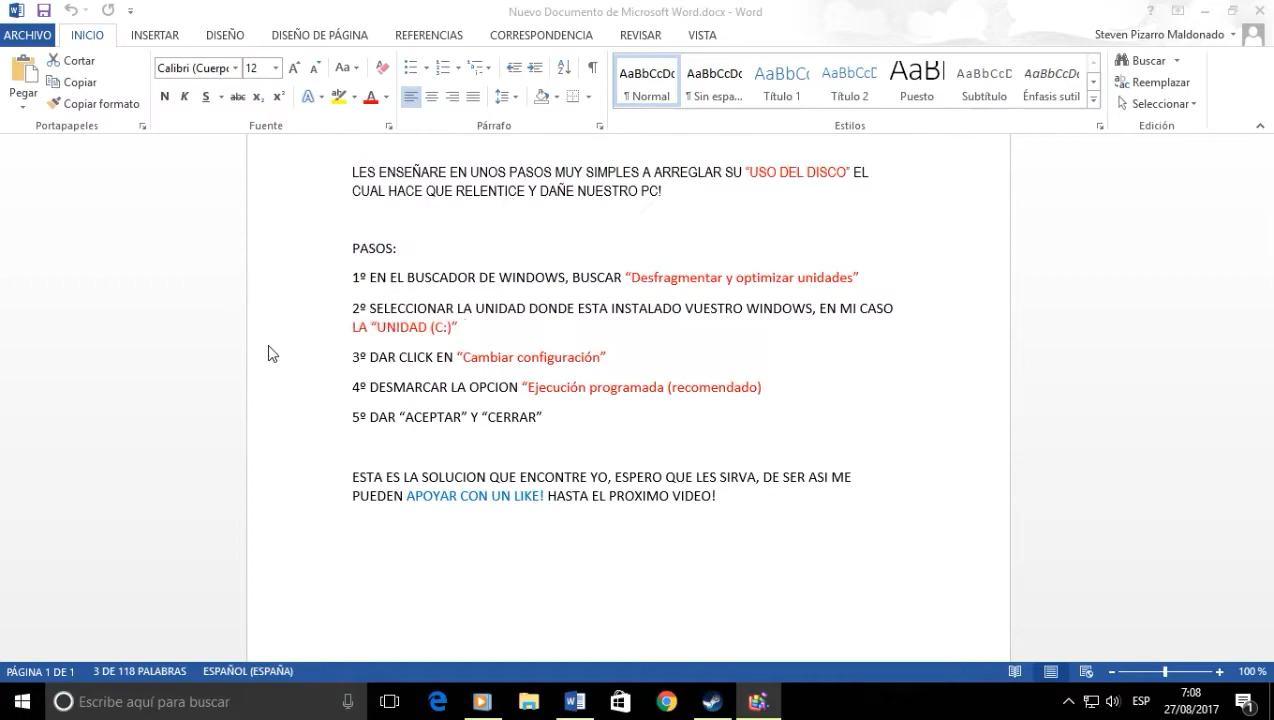 Nuevo Documento de Microsoft Word.docx - Word
ARCHIVO INICIO INSERTAR DISEÑO DISEÑO DE PÁGINA REFERENCIAS CORRESPONDENCIA REVISAR VISTA Steven Pizarro Maldonado
Pegar
Cortar
Copiar
Copiar formato
Portapapeles
Calibri (Cuerpo 12
Fuente
Párrafo
AaBbCcDc AaBbCcDc AaBbC AaBbCcD AaBl AaBbCcD AaBbCcDc
¶ Normal ¶ Sin espa... Título 1 Título 2 Puesto Subtítulo Énfasis sutil
Estilos
Buscar
Reemplazar
Seleccionar
Edición
LES ENSEÑARE EN UNOS PASOS MUY SIMPLES A ARREGLAR SU "USO DEL DISCO" EL
CUAL HACE QUE RELENTICE Y DAÑE NUESTRO PC!
PASOS:
1º EN EL BUSCADOR DE WINDOWS, BUSCAR “Desfragmentar y optimizar unidades”
2º SELECCIONAR LA UNIDAD DONDE ESTA INSTALADO VUESTRO WINDOWS, EN MI CASO
LA “UNIDAD (C:)”
3º DAR CLICK EN “Cambiar configuración”
4º DESMARCAR LA OPCION “Ejecución programada (recomendado)
5º DAR “ACEPTAR” Y “CERRAR”
ESTA ES LA SOLUCION QUE ENCONTRE YO, ESPERO QUE LES SIRVA, DE SER ASI ME
PUEDEN APOYAR CON UN LIKE! HASTA EL PROXIMO VIDEO!
PÁGINA 1 DE 1 3 DE 118 PALABRAS ESPAÑOL (ESPAÑA) 100 %
Escribe aquí para buscar
ESP
7:08
27/08/2017